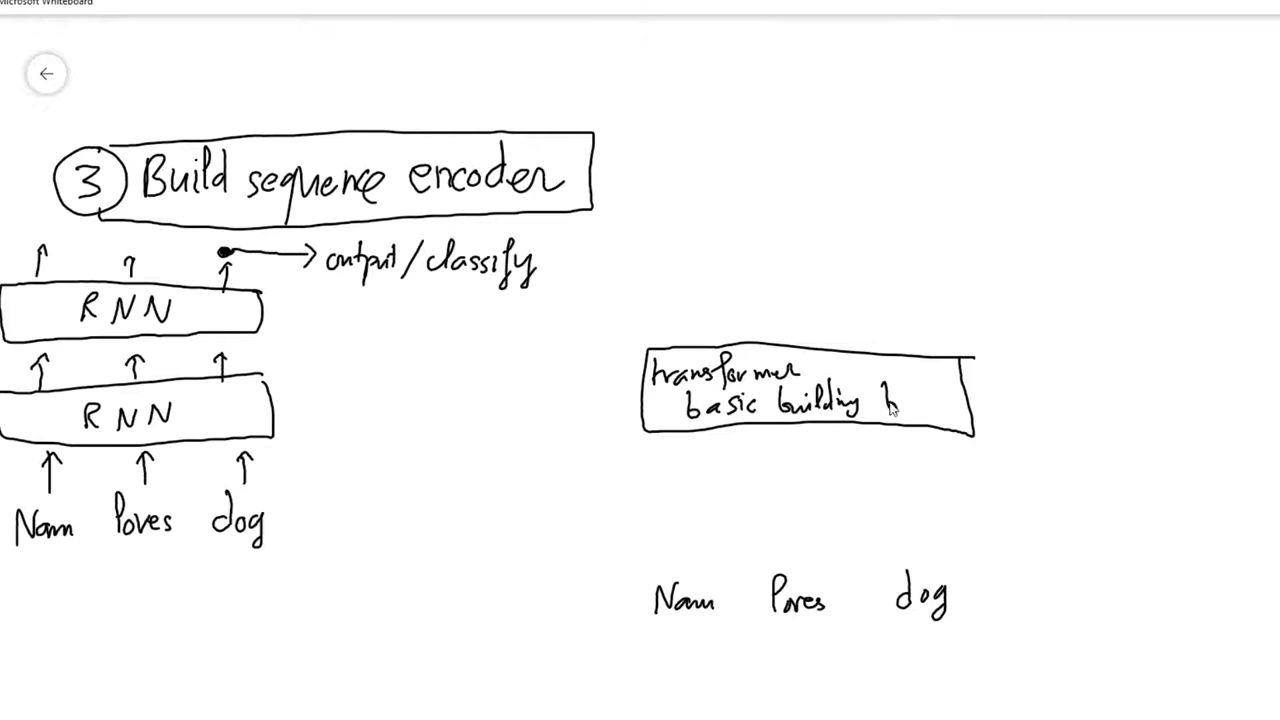 Microsoft Whiteboard
3 Build sequence encoder
output/classify
RNN
RNN
Nam loves dog
transformer
basic building b
Nam loves dog